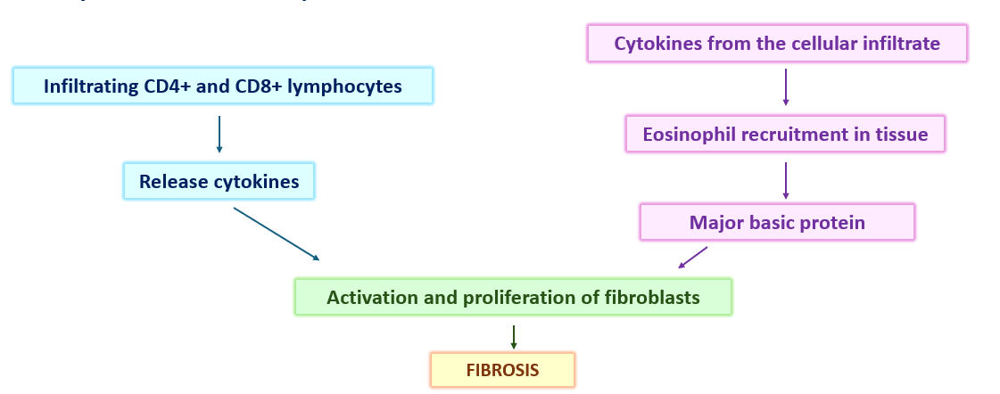 Cytokines from the cellular infiltrate
Infiltrating CD4+ and CD8+ lymphocytes
Eosinophil recruitment in tissue
Release cytokines
Major basic protein
Activation and proliferation of fibroblasts
FIBROSIS